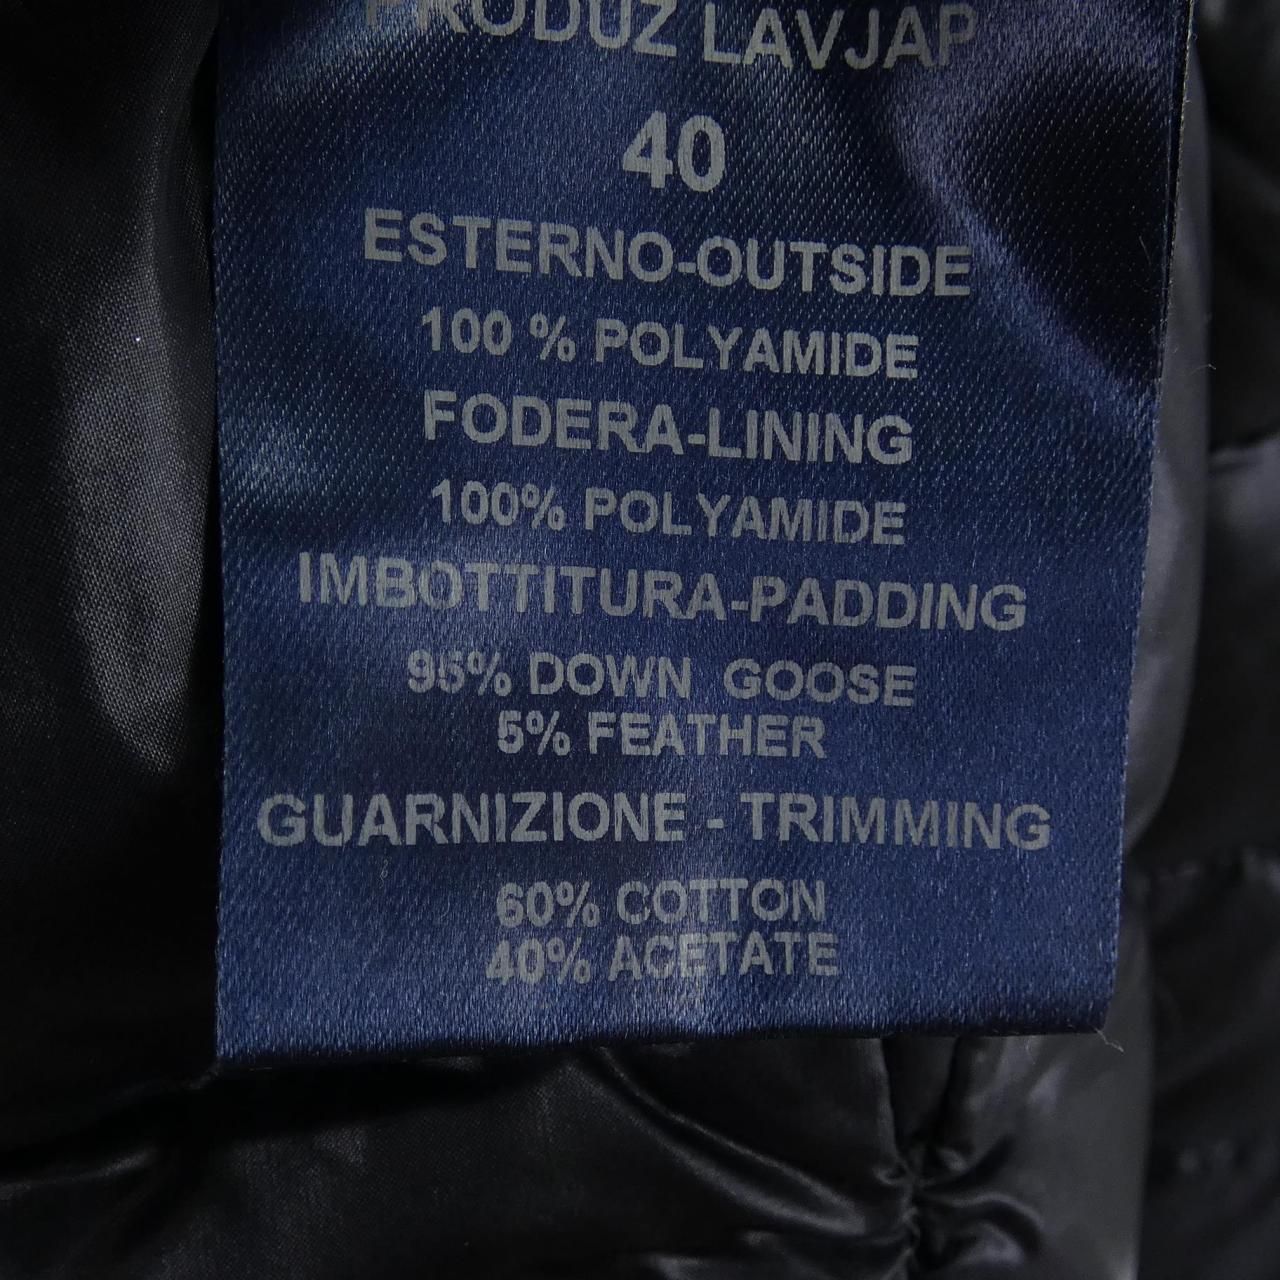 PRODUZ LAVJAP
40
ESTERNO-OUTSIDE
100 % POLYAMIDE
FODERA-LINING
100% POLYAMIDE
IMBOTTITURA-PADDING
95% DOWN GOOSE
5% FEATHER
GUARNIZIONE - TRIMMING
60% COTTON
40% ACETATE